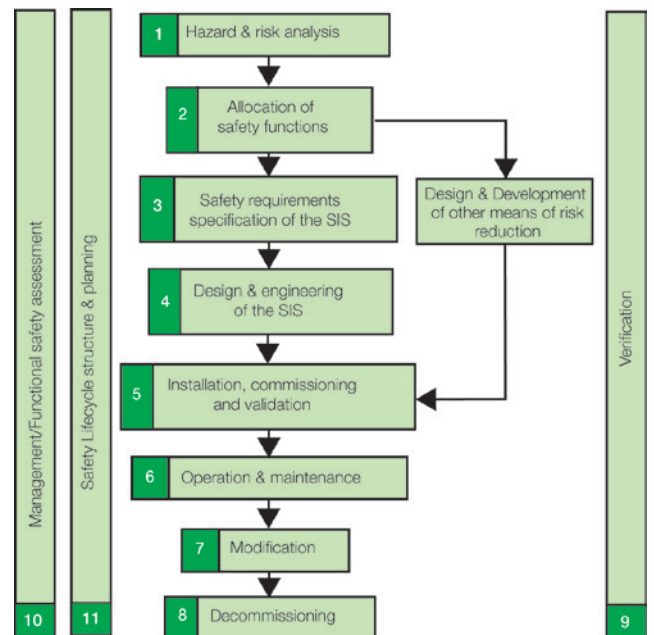 1
Hazard & risk analysis
2
Allocation of
safety functions
3
Safety requirements
specification of the SIS
Design & Development
of other means of risk
reduction
4
Design & engineering
of the SIS
5
Installation, commissioning
and validation
6
Operation & maintenance
7
Modification
8
Decommissioning
Management/Functional safety assessment
10
Safety Lifecycle structure & planning
11
Verification
9